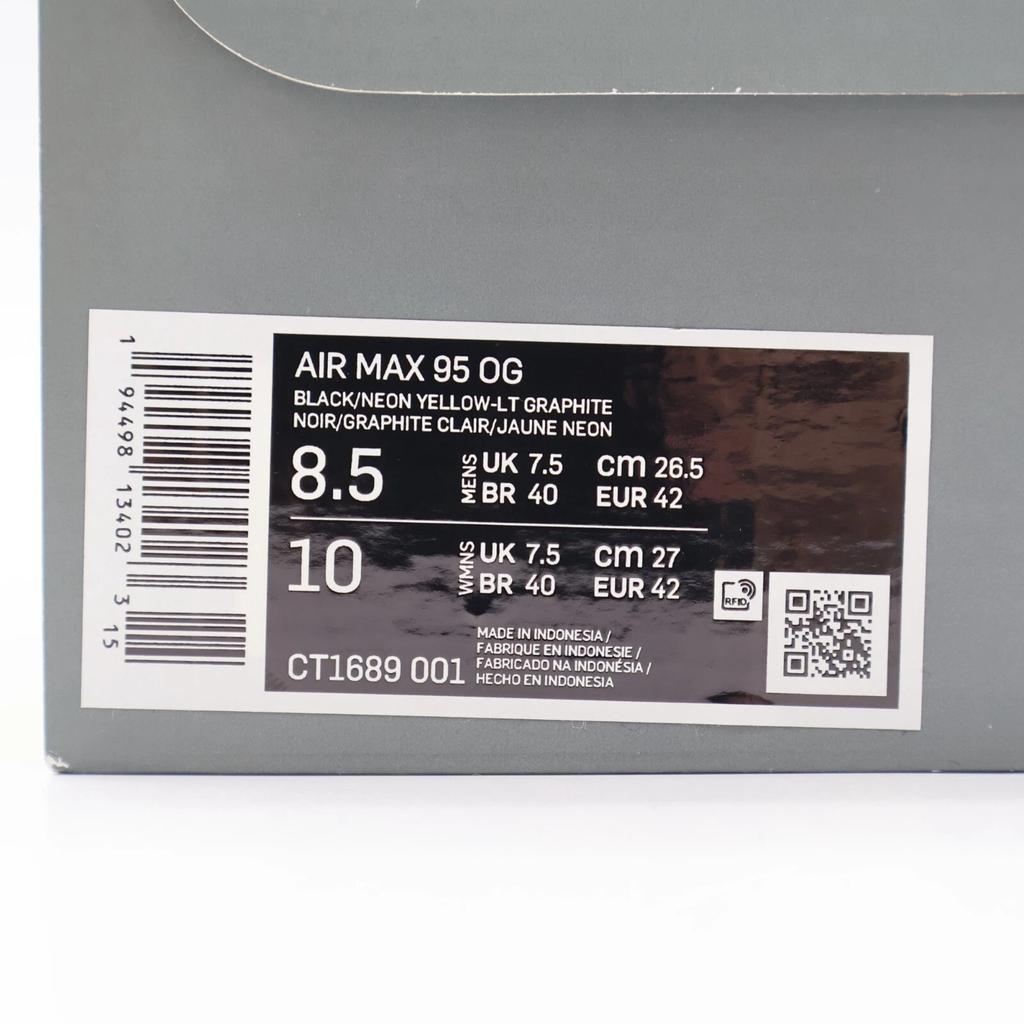 AIR MAX 95 OG
BLACK/NEON YELLOW-LT GRAPHITE
NOIR/GRAPHITE CLAIR/JAUNE NEON
8.5 MENS UK 7.5 cm 26.5
BR 40 EUR 42
10 WMNS UK 7.5 cm 27
BR 40 EUR 42
RFID
MADE IN INDONESIA /
FABRIQUE EN INDONESIE /
FABRICADO NA INDONÉSIA /
HECHO EN INDONESIA
CT1689 001
1 94498 13402 3 15